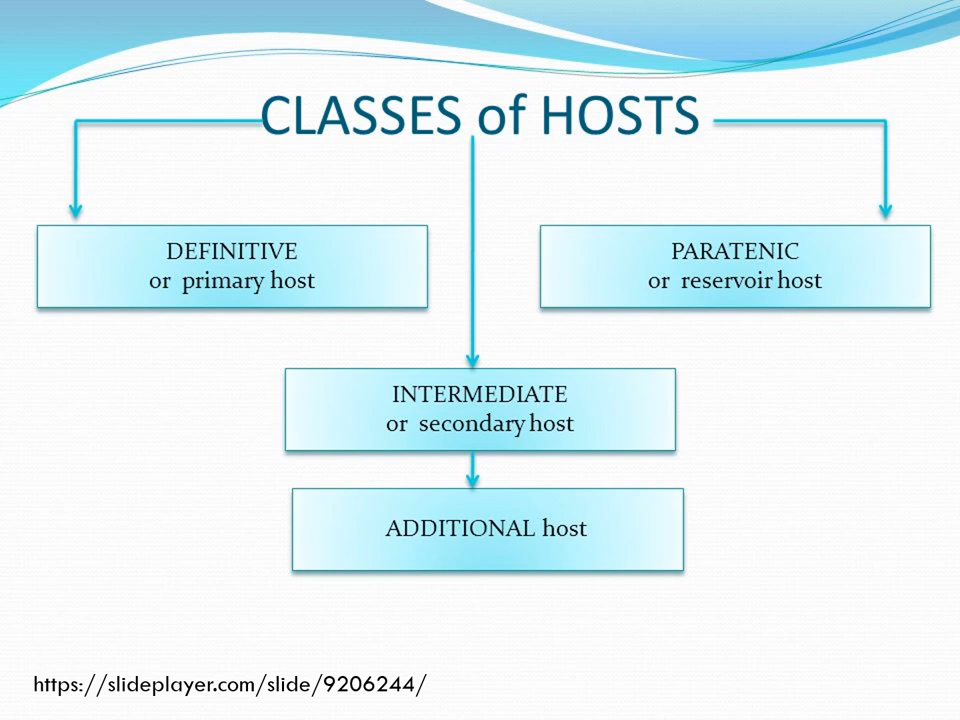 CLASSES of HOSTS
DEFINITIVE
or primary host
PARATENIC
or reservoir host
INTERMEDIATE
or secondary host
ADDITIONAL host
https://slideplayer.com/slide/9206244/